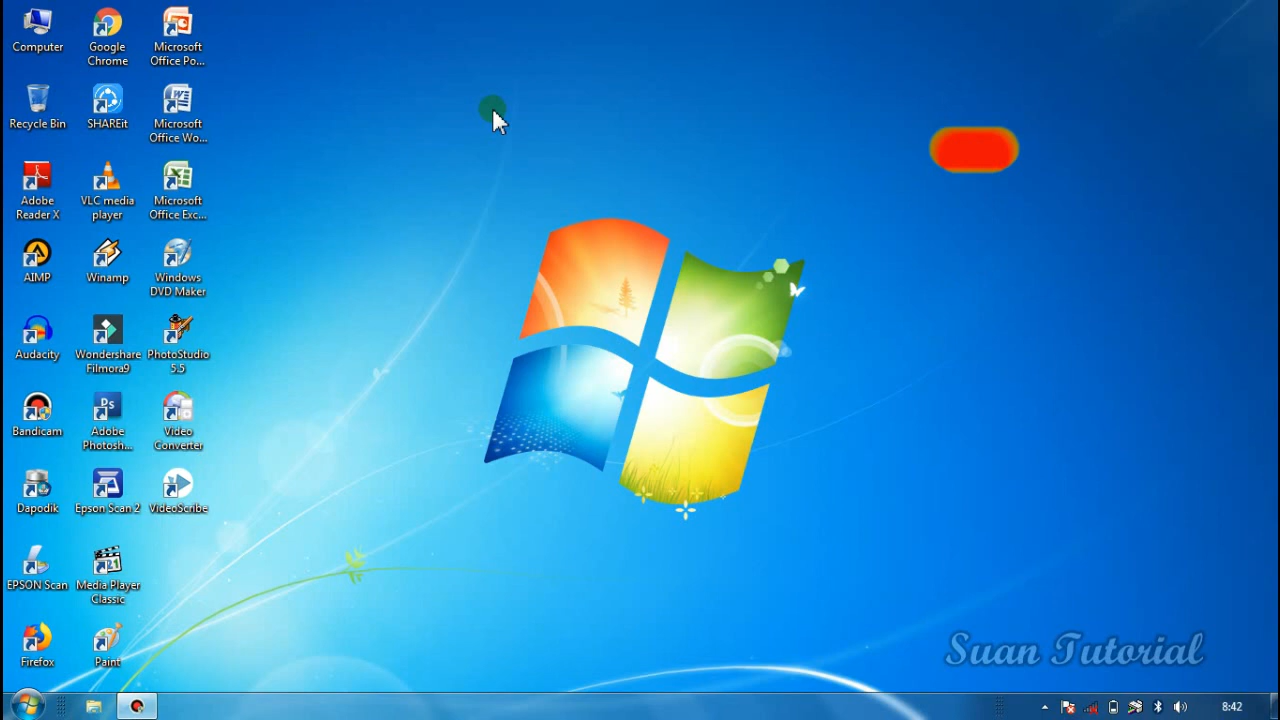 Computer
Google
Chrome
Microsoft
Office Po...
Recycle Bin
SHAREit
Microsoft
Office Wo...
Adobe
Reader X
VLC media
player
Microsoft
Office Exc...
AIMP
Winamp
Windows
DVD Maker
Audacity
Wondershare
Filmora9
PhotoStudio
5.5
Bandicam
Ps
Adobe
Photosh...
Video
Converter
Dapodik
Epson Scan 2
VideoScribe
EPSON Scan
21
Media Player
Classic
Firefox
Paint
Suan Tutorial
8:42